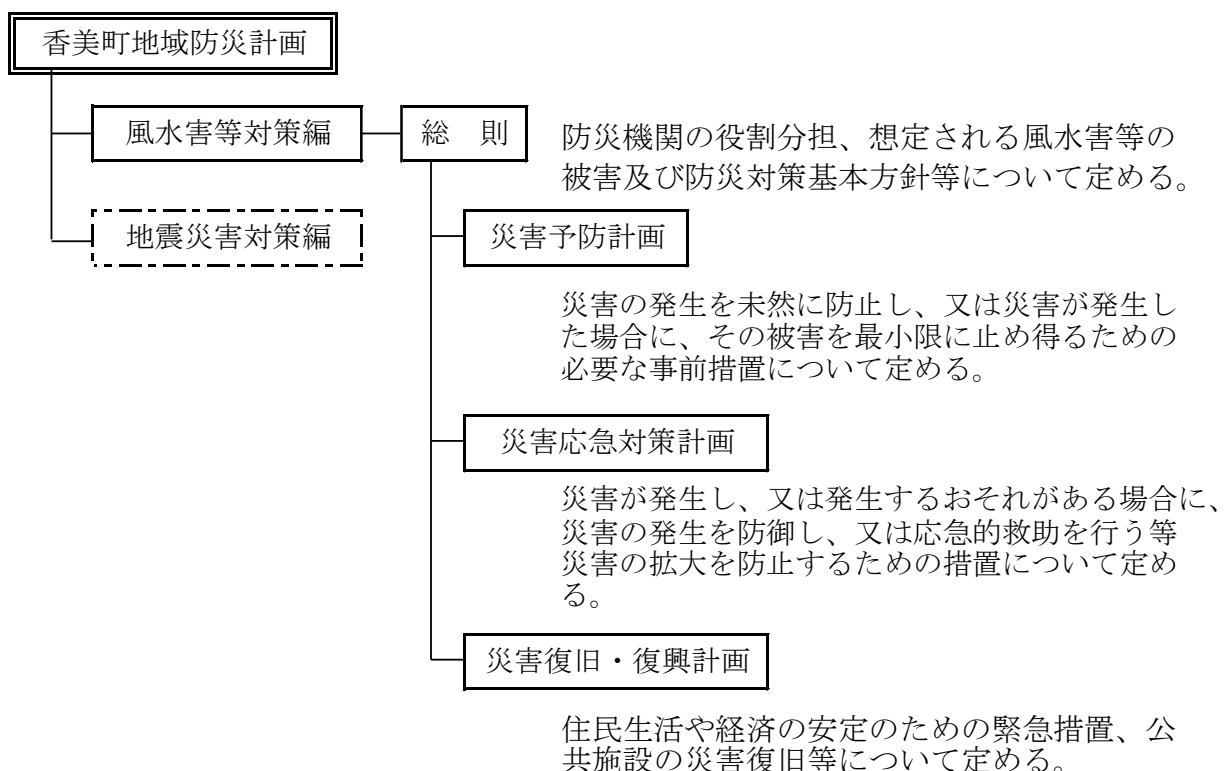 香美町地域防災計画
風水害等対策編
総　則
防災機関の役割分担、想定される風水害等の
被害及び防災対策基本方針等について定める。
地震災害対策編
災害予防計画
災害の発生を未然に防止し、又は災害が発生し
た場合に、その被害を最小限に止め得るための
必要な事前措置について定める。
災害応急対策計画
災害が発生し、又は発生するおそれがある場合に、
災害の発生を防御し、又は応急的救助を行う等
災害の拡大を防止するための措置について定め
る。
災害復旧・復興計画
住民生活や経済の安定のための緊急措置、公
共施設の災害復旧等について定める。